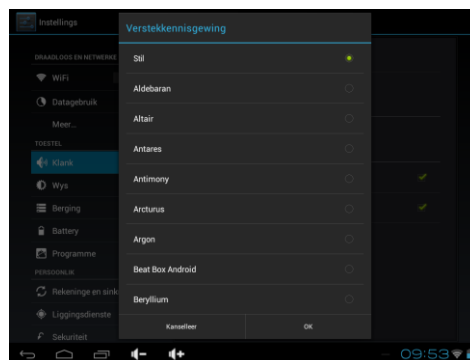 Instellings
Verstekkennisgewing
DRAADLOOS EN NETWERKE
WiFi
Datagebruik
Meer...
TOESTEL
Klank
Wys
Berging
Battery
Programme
PERSOONLIK
Rekeninge en sink
Liggingsdienste
Sekuriteit
Stil
Aldebaran
Altair
Antares
Antimony
Arcturus
Argon
Beat Box Android
Beryllium
Kanselleer
OK
09:53